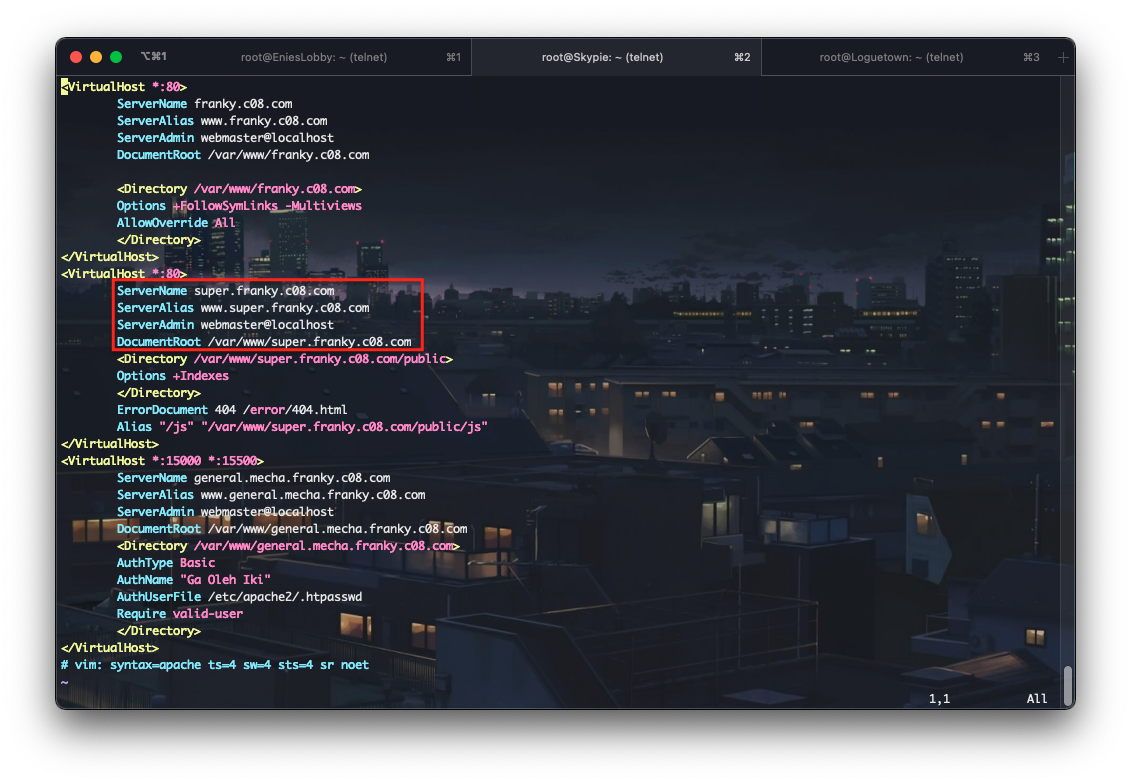 ⌥⌘1 root@EniesLobby: ~ (telnet) ⌘1 root@Skypie: ~ (telnet) ⌘2 root@Loguetown: ~ (telnet) ⌘3 +
<VirtualHost *:80>
ServerName franky.c08.com
ServerAlias www.franky.c08.com
ServerAdmin webmaster@localhost
DocumentRoot /var/www/franky.c08.com
<Directory /var/www/franky.c08.com>
Options +FollowSymLinks -Multiviews
AllowOverride All
</Directory>
</VirtualHost>
<VirtualHost *:80>
ServerName super.franky.c08.com
ServerAlias www.super.franky.c08.com
ServerAdmin webmaster@localhost
DocumentRoot /var/www/super.franky.c08.com
<Directory /var/www/super.franky.c08.com/public>
Options +Indexes
</Directory>
ErrorDocument 404 /error/404.html
Alias "/js" "/var/www/super.franky.c08.com/public/js"
</VirtualHost>
<VirtualHost *:15000 *:15500>
ServerName general.mecha.franky.c08.com
ServerAlias www.general.mecha.franky.c08.com
ServerAdmin webmaster@localhost
DocumentRoot /var/www/general.mecha.franky.c08.com
<Directory /var/www/general.mecha.franky.c08.com>
AuthType Basic
AuthName "Ga Oleh Iki"
AuthUserFile /etc/apache2/.htpasswd
Require valid-user
</Directory>
</VirtualHost>
# vim: syntax=apache ts=4 sw=4 sts=4 sr noet
~
1,1 All